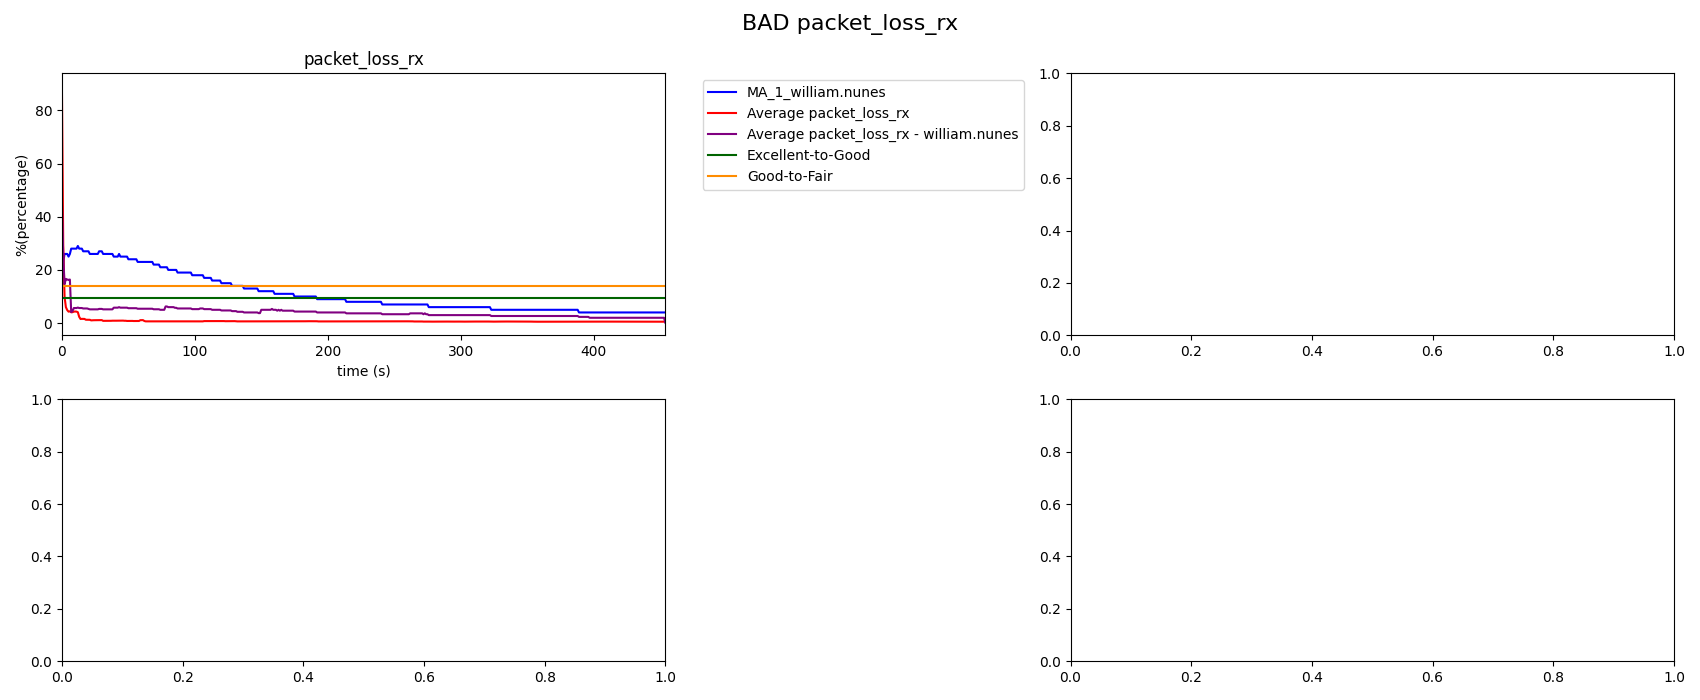 BAD packet_loss_rx
packet_loss_rx
%(percentage)
80
60
40
20
0
0 100 200 300 400
time (s)
MA_1_william.nunes
Average packet_loss_rx
Average packet_loss_rx - william.nunes
Excellent-to-Good
Good-to-Fair
1.0
0.8
0.6
0.4
0.2
0.0
0.0 0.2 0.4 0.6 0.8 1.0
1.0
0.8
0.6
0.4
0.2
0.0
0.0 0.2 0.4 0.6 0.8 1.0
1.0
0.8
0.6
0.4
0.2
0.0
0.0 0.2 0.4 0.6 0.8 1.0